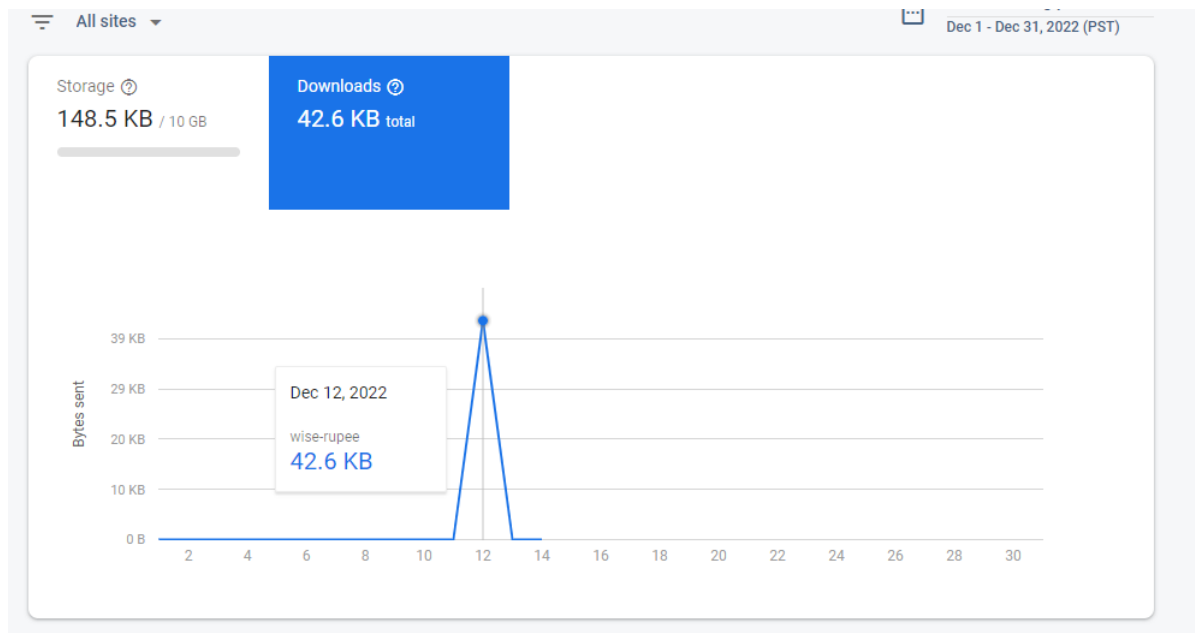 All sites
Dec 1 - Dec 31, 2022 (PST)
Storage
148.5 KB / 10 GB
Downloads
42.6 KB total
Bytes sent
39 KB
29 KB
20 KB
10 KB
0 B
Dec 12, 2022
wise-rupee
42.6 KB
2 4 6 8 10 12 14 16 18 20 22 24 26 28 30